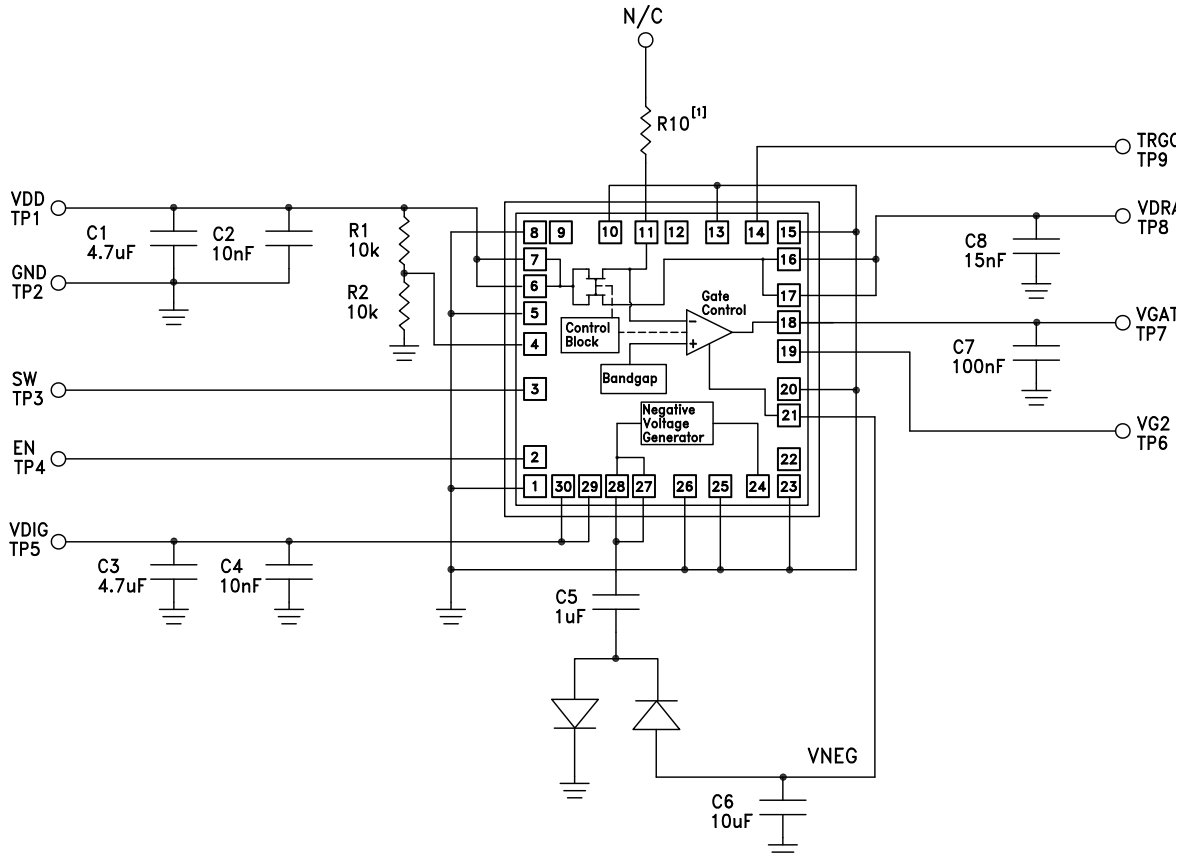 N/C
R10[1]
TRGO
TP9
VDD
TP1
VDRA
TP8
C1
4.7uF
C2
10nF
R1
10k
8
9
10
11
12
13
14
15
C8
15nF
GND
TP2
7
16
6
R2
10k
17
Gate
Control
5
Control
Block
18
VGAT
TP7
4
–
+
19
C7
100nF
SW
TP3
3
Bandgap
20
21
Negative
Voltage
Generator
VG2
TP6
EN
TP4
2
22
1
30
29
28
27
26
25
24
23
VDIG
TP5
C3
4.7uF
C4
10nF
C5
1uF
VNEG
C6
10uF